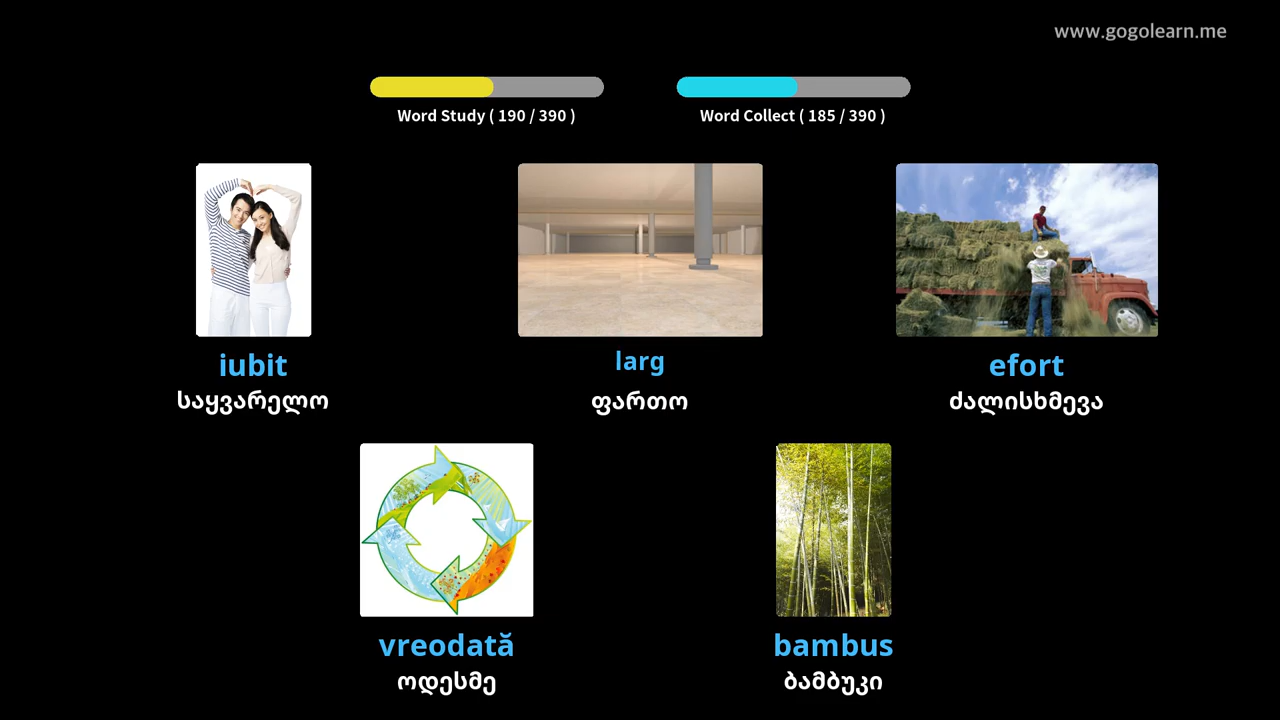 www.gogolearn.me
Word Study ( 190 / 390 )
Word Collect ( 185 / 390 )
iubit
საყვარელო
larg
ფართო
efort
ძალისხმევა
vreodată
ოდესმე
bambus
ბამბუკი